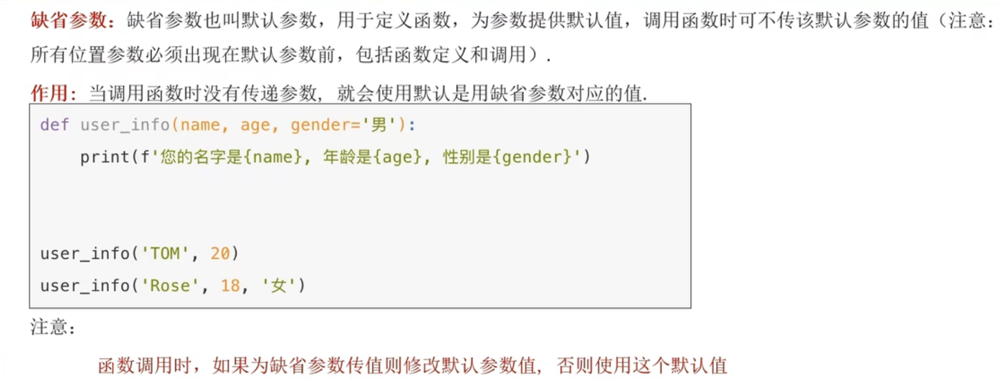 缺省参数：缺省参数也叫默认参数，用于定义函数，为参数提供默认值，调用函数时可不传该默认参数的值（注意：
所有位置参数必须出现在默认参数前，包括函数定义和调用）.
作用：当调用函数时没有传递参数, 就会使用默认是用缺省参数对应的值.
def user_info(name, age, gender='男'):
    print(f'您的名字是{name}, 年龄是{age}, 性别是{gender}')
user_info('TOM', 20)
user_info('Rose', 18, '女')
注意：
函数调用时，如果为缺省参数传值则修改默认参数值, 否则使用这个默认值